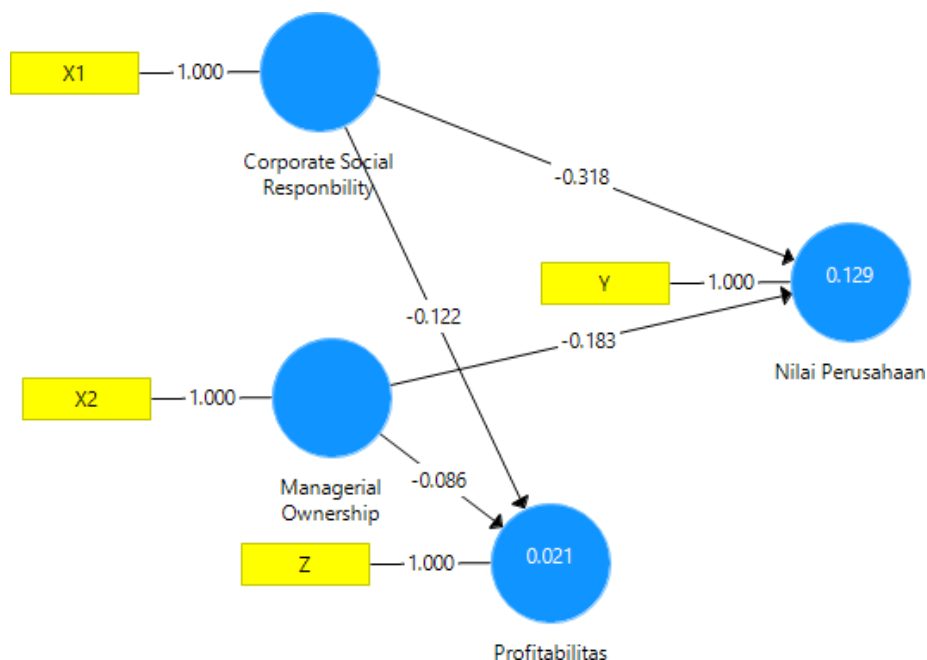 X1
1.000
Corporate Social
Responbility
-0.318
0.129
Y
1.000
-0.122
-0.183
Nilai Perusahaan
X2
1.000
-0.086
Managerial
Ownership
0.021
Z
1.000
Profitabilitas